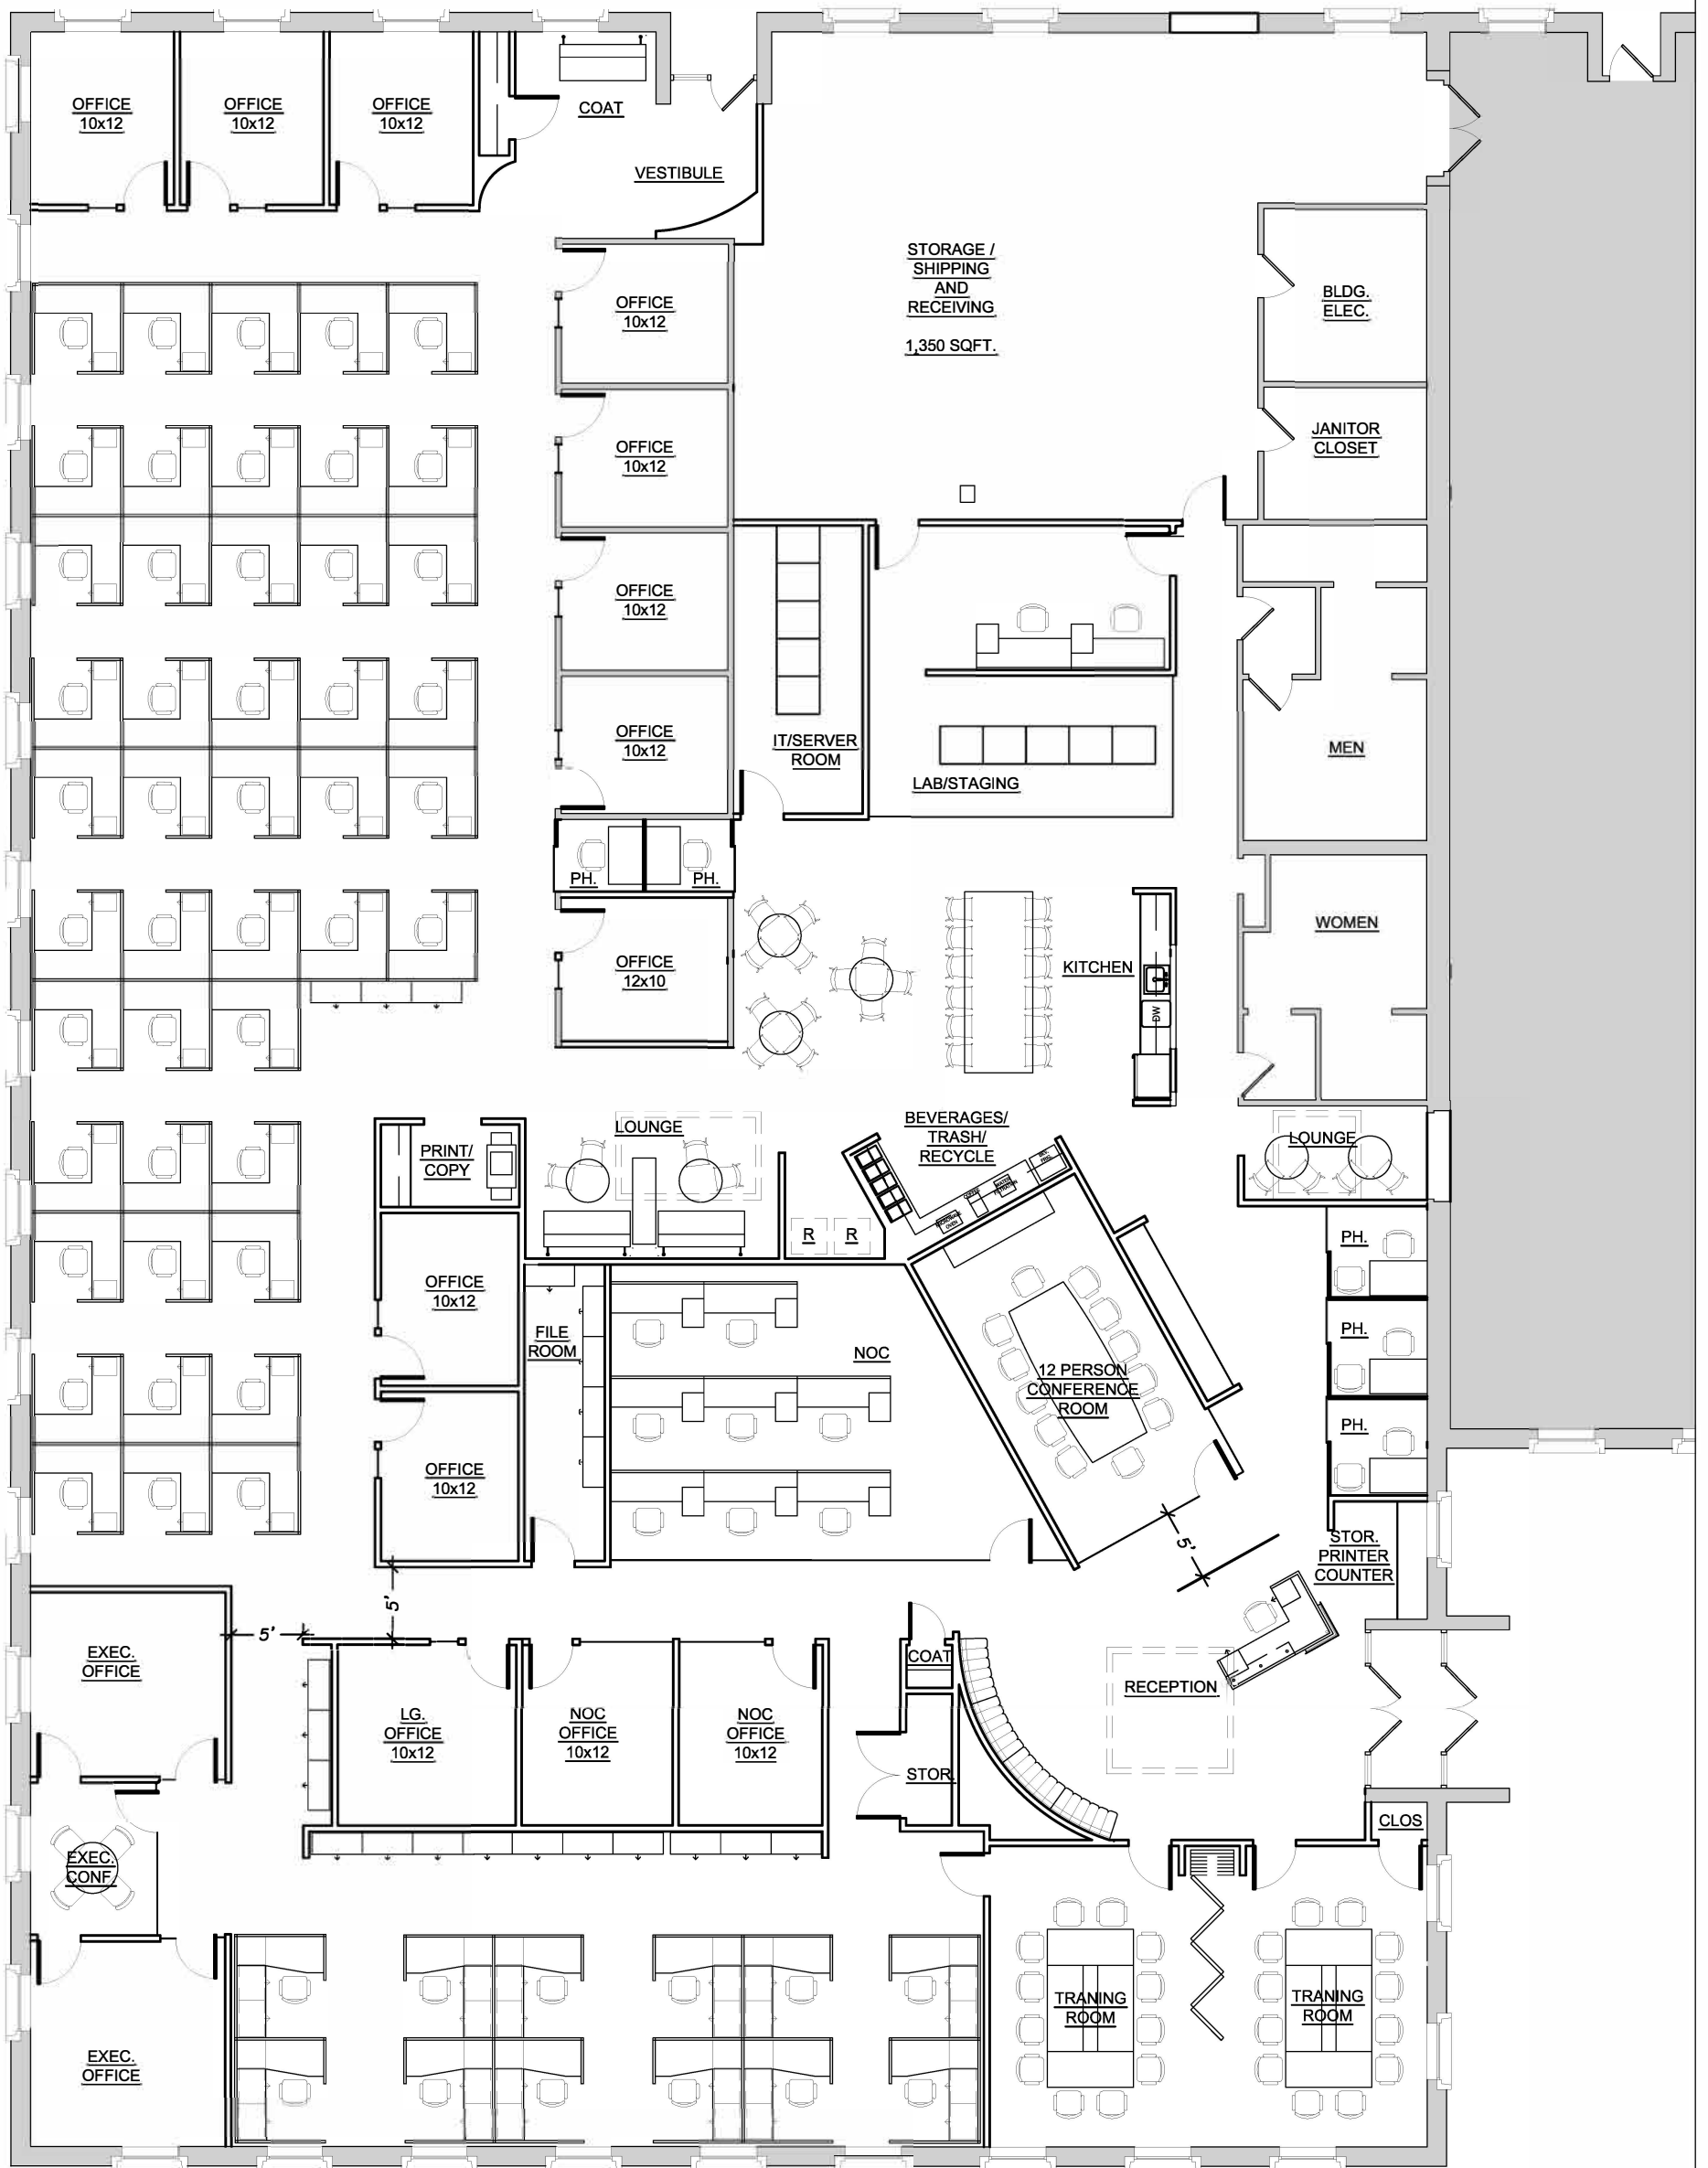 OFFICE
10x12
OFFICE
10x12
OFFICE
10x12
COAT
VESTIBULE
STORAGE /
SHIPPING
AND
RECEIVING
1,350 SQFT.
BLDG.
ELEC.
OFFICE
10x12
JANITOR
CLOSET
OFFICE
10x12
OFFICE
10x12
OFFICE
10x12
IT/SERVER
ROOM
LAB/STAGING
MEN
PH.
PH.
WOMEN
OFFICE
12x10
KITCHEN
DW
PRINT/
COPY
LOUNGE
BEVERAGES/
TRASH/
RECYCLE
LOUNGE
R
R
PH.
OFFICE
10x12
FILE
ROOM
NOC
12 PERSON
CONFERENCE
ROOM
PH.
PH.
OFFICE
10x12
5'
STOR.
PRINTER
COUNTER
5'
5'
EXEC.
OFFICE
COAT
RECEPTION
LG.
OFFICE
10x12
NOC
OFFICE
10x12
NOC
OFFICE
10x12
STOR.
CLOS
EXEC.
CONF.
TRANING
ROOM
TRANING
ROOM
EXEC.
OFFICE